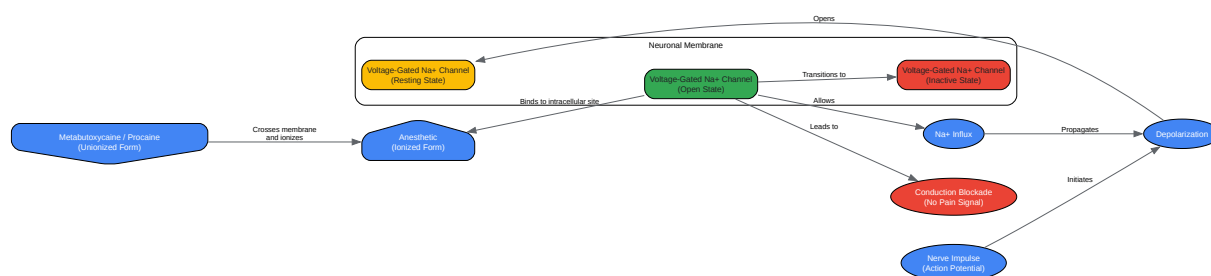 Opens
Neuronal Membrane
Voltage-Gated Na+ Channel
(Resting State)
Voltage-Gated Na+ Channel
(Open State)
Transitions to
Voltage-Gated Na+ Channel
(Inactive State)
Binds to intracellular site
Allows
Metabutoxycaine / Procaine
(Unionized Form)
Crosses membrane
and ionizes
Anesthetic
(Ionized Form)
Leads to
Na+ Influx
Propagates
Depolarization
Conduction Blockade
(No Pain Signal)
Initiates
Nerve Impulse
(Action Potential)